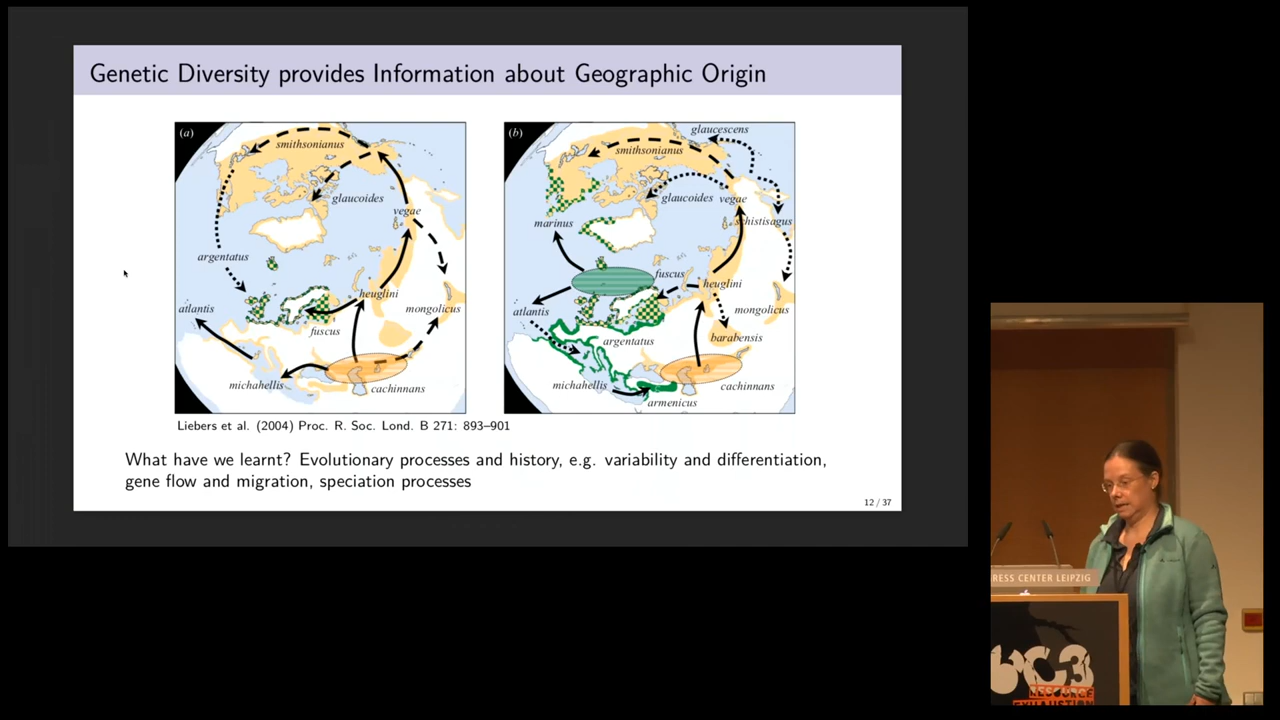 Genetic Diversity provides Information about Geographic Origin
(a)
smithsonianus
glaucoides
vegae
argentatus
heuglini
atlantis
mongolicus
fuscus
michahellis
cachinnans
(b)
glaucescens
smithsonianus
glaucoides
vegae
marinus
schistisagus
fuscus
heuglini
atlantis
mongolicus
argentatus
barabensis
michahellis
cachinnans
armenicus
Liebers et al. (2004) Proc. R. Soc. Lond. B 271: 893–901
What have we learnt? Evolutionary processes and history, e.g. variability and differentiation,
gene flow and migration, speciation processes
12 / 37
RESS CENTER LEIPZIG
C3
RESOURCE
EXHAUSTION